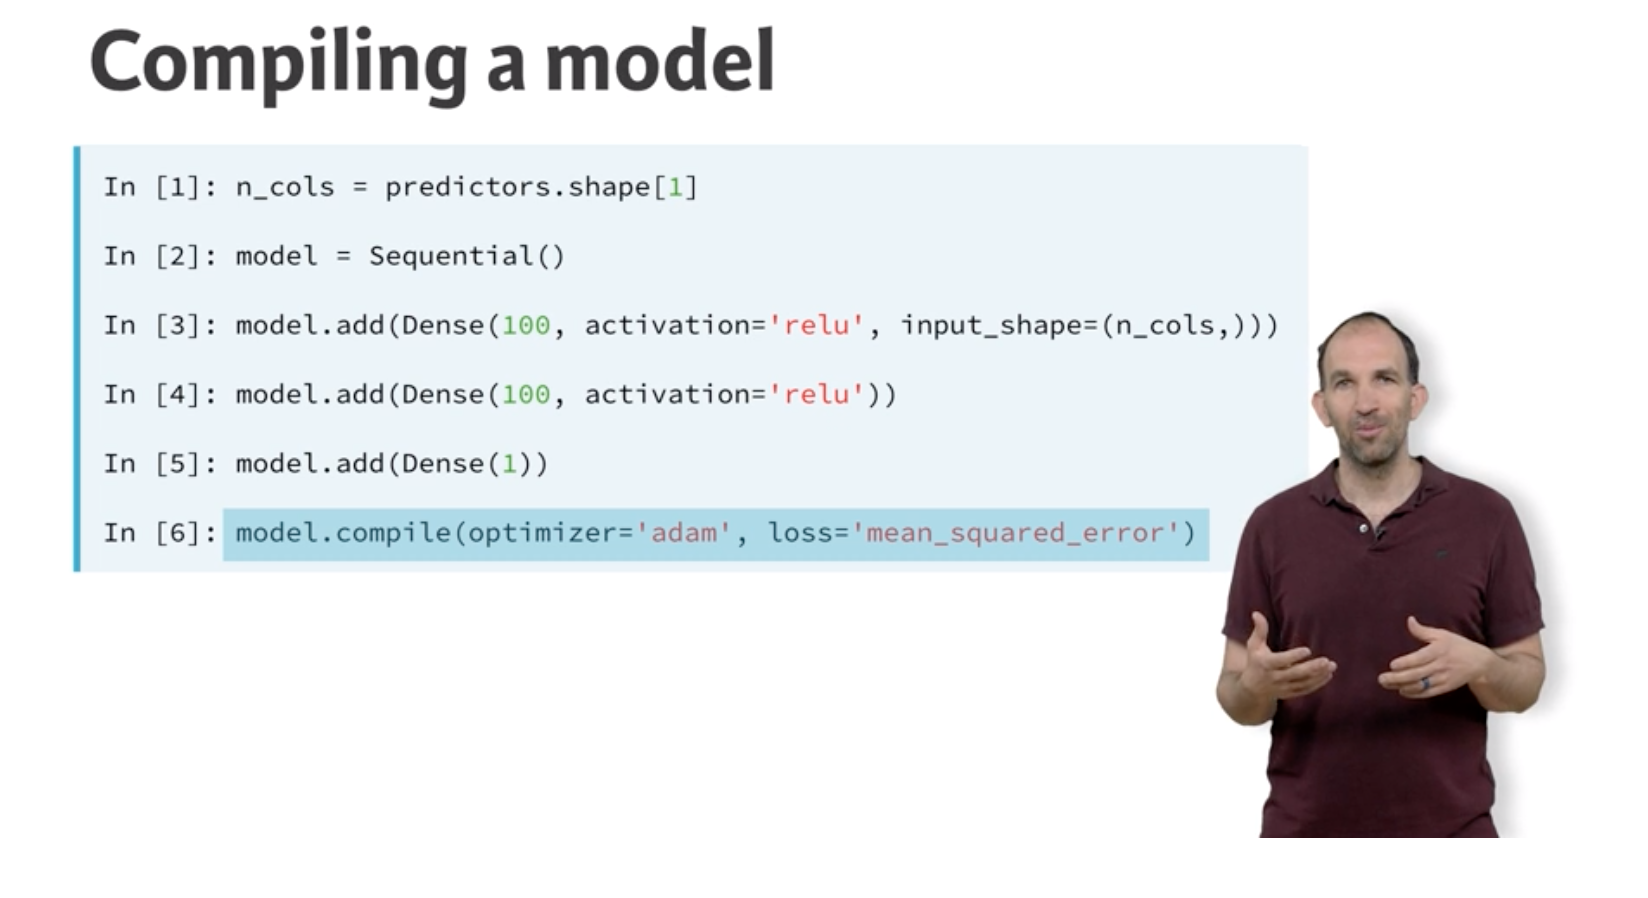 Compiling a model
In [1]: n_cols = predictors.shape[1]
In [2]: model = Sequential()
In [3]: model.add(Dense(100, activation='relu', input_shape=(n_cols,)))
In [4]: model.add(Dense(100, activation='relu'))
In [5]: model.add(Dense(1))
In [6]: model.compile(optimizer='adam', loss='mean_squared_error')